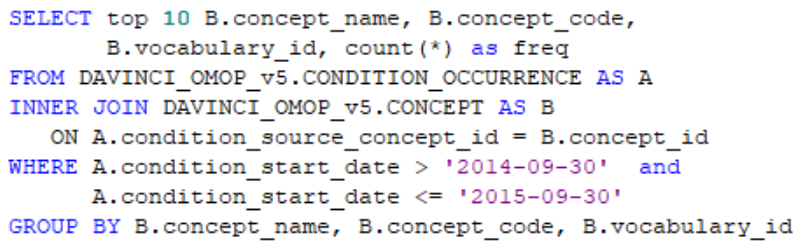 SELECT top 10 B.concept_name, B.concept_code,
B.vocabulary_id, count(*) as freq
FROM DAVINCI_OMOP_v5.CONDITION_OCCURRENCE AS A
INNER JOIN DAVINCI_OMOP_v5.CONCEPT AS B
ON A.condition_source_concept_id = B.concept_id
WHERE A.condition_start_date > '2014-09-30' and
A.condition_start_date <= '2015-09-30'
GROUP BY B.concept_name, B.concept_code, B.vocabulary_id